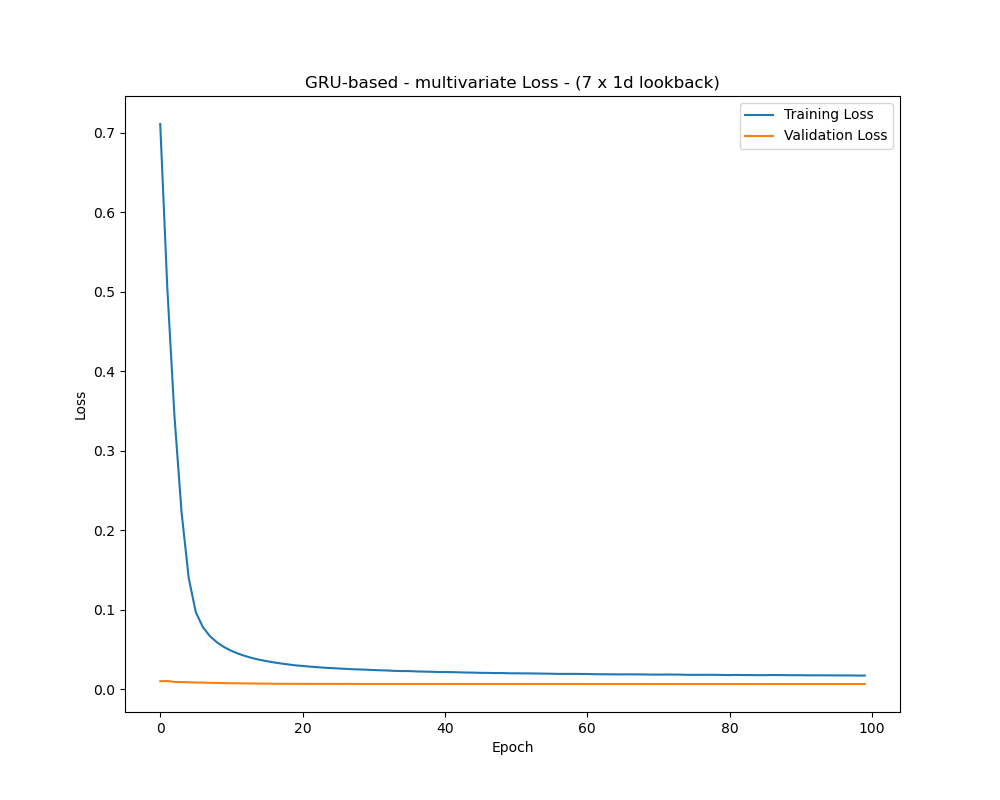 GRU-based - multivariate Loss - (7 x 1d lookback)
Training Loss
Validation Loss
0.7
0.6
0.5
0.4
0.3
0.2
0.1
0.0
Loss
0 20 40 60 80 100
Epoch